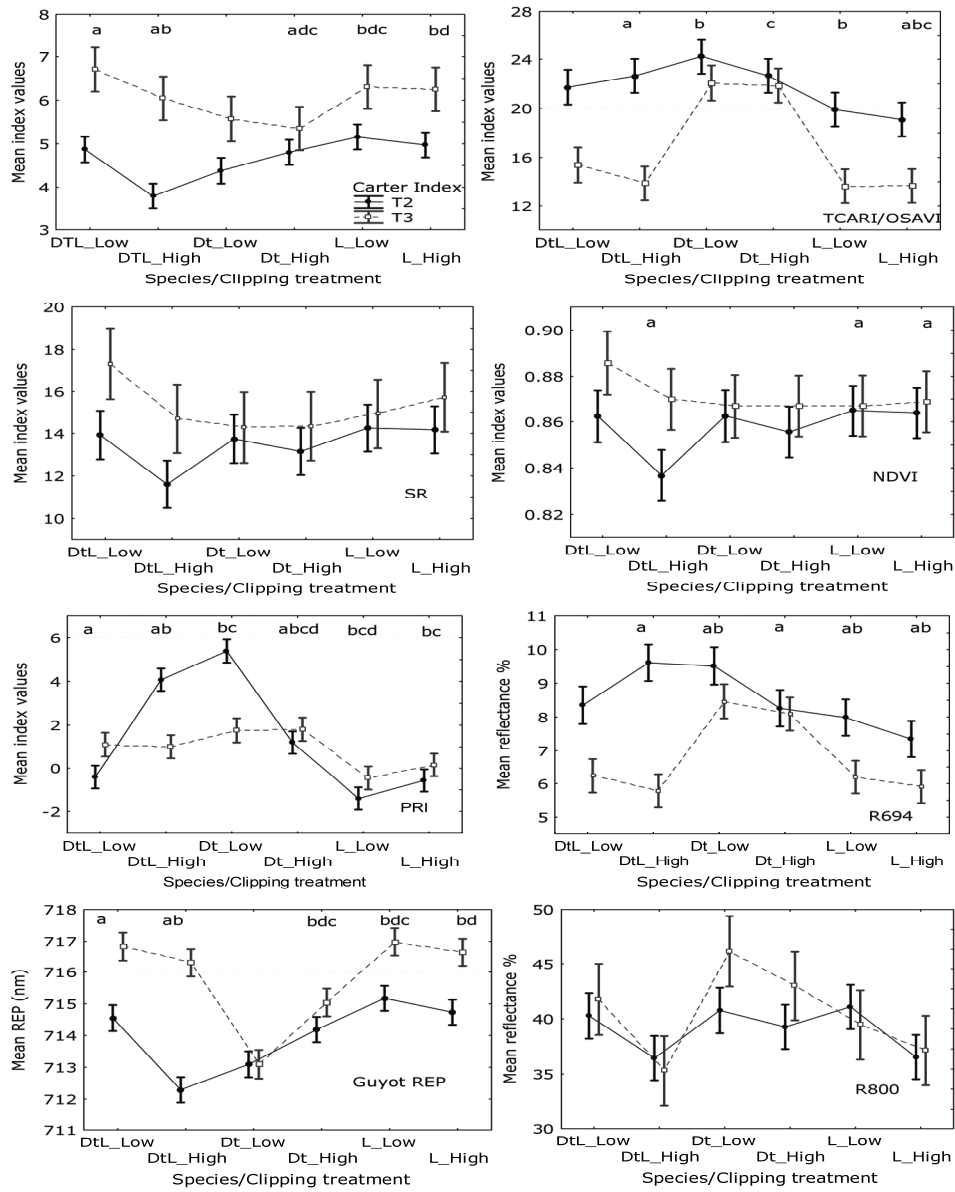 8
7
6
5
4
3
Mean index values
a ab adc bdc bd
Carter Index
T2
T3
DTL_Low Dt_Low L_Low
DTL_High Dt_High L_High
Species/Clipping treatment
28
24
20
16
12
Mean index values
a b c b abc
TCARI/OSAVI
DtL_Low Dt_Low L_Low
DtL_High Dt_High L_High
Species/Clipping treatment
20
18
16
14
12
10
Mean index values
SR
DtL_Low Dt_Low L_Low
DtL_High Dt_High L_High
Species/Clipping treatment
0.90
0.88
0.86
0.84
0.82
Mean index values
a a a
NDVI
DtL_Low Dt_Low L_Low
DtL_High Dt_High L_High
Species/Clipping treatment
6
4
2
0
-2
Mean index values
a ab bc abcd bcd bc
PRI
DtL_Low Dt_Low L_Low
DtL_High Dt_High L_High
Species/Clipping treatment
11
10
9
8
7
6
5
Mean reflectance %
a ab a ab ab
R694
DtL_Low Dt_Low L_Low
DtL_High Dt_High L_High
Species/Clipping treatment
718
717
716
715
714
713
712
711
Mean REP (nm)
a ab bdc bdc bd
Guyot REP
DtL_Low Dt_Low L_Low
DtL_High Dt_High L_High
Species/Clipping treatment
50
45
40
35
30
Mean reflectance %
R800
DtL_Low Dt_Low L_Low
DtL_High Dt_High L_High
Species/Clipping treatment